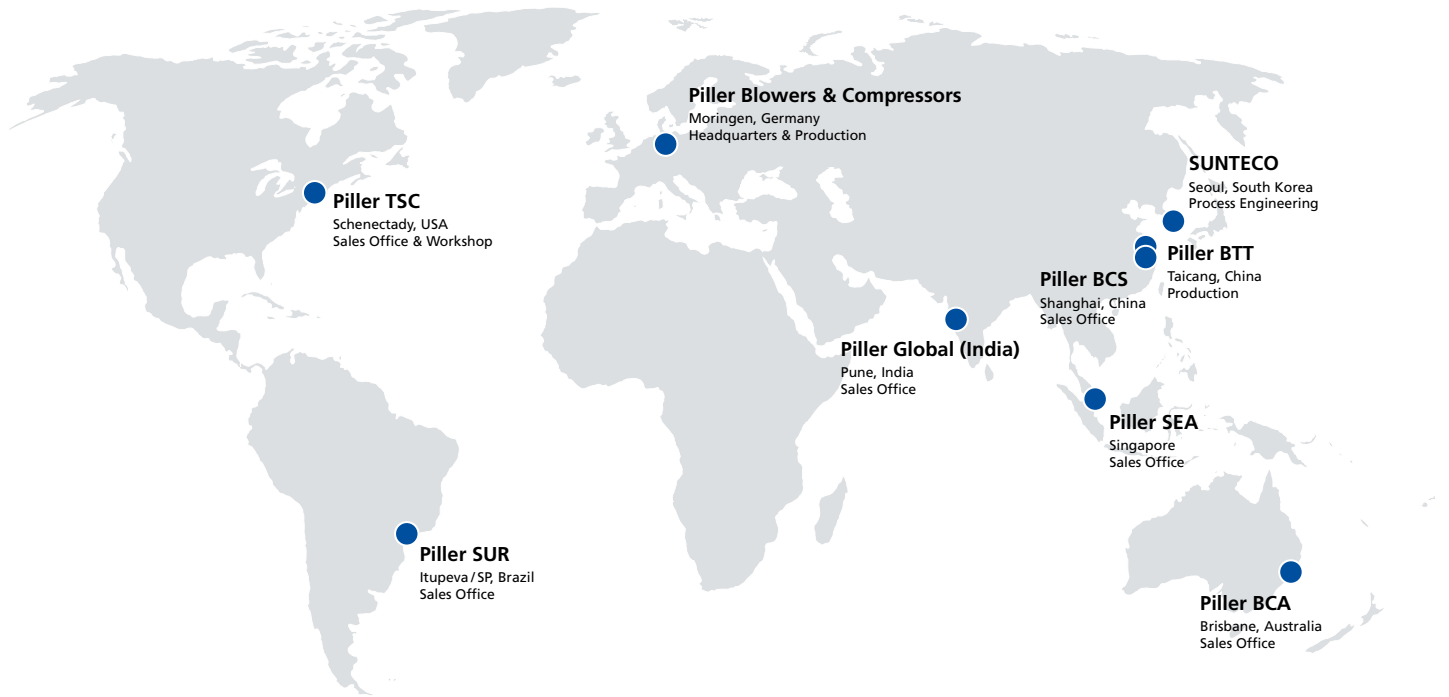 Piller Blowers & Compressors
Moringen, Germany
Headquarters & Production
SUNTECO
Seoul, South Korea
Process Engineering
Piller TSC
Schenectady, USA
Sales Office & Workshop
Piller BTT
Taicang, China
Production
Piller BCS
Shanghai, China
Sales Office
Piller Global (India)
Pune, India
Sales Office
Piller SEA
Singapore
Sales Office
Piller SUR
Itupeva/SP, Brazil
Sales Office
Piller BCA
Brisbane, Australia
Sales Office